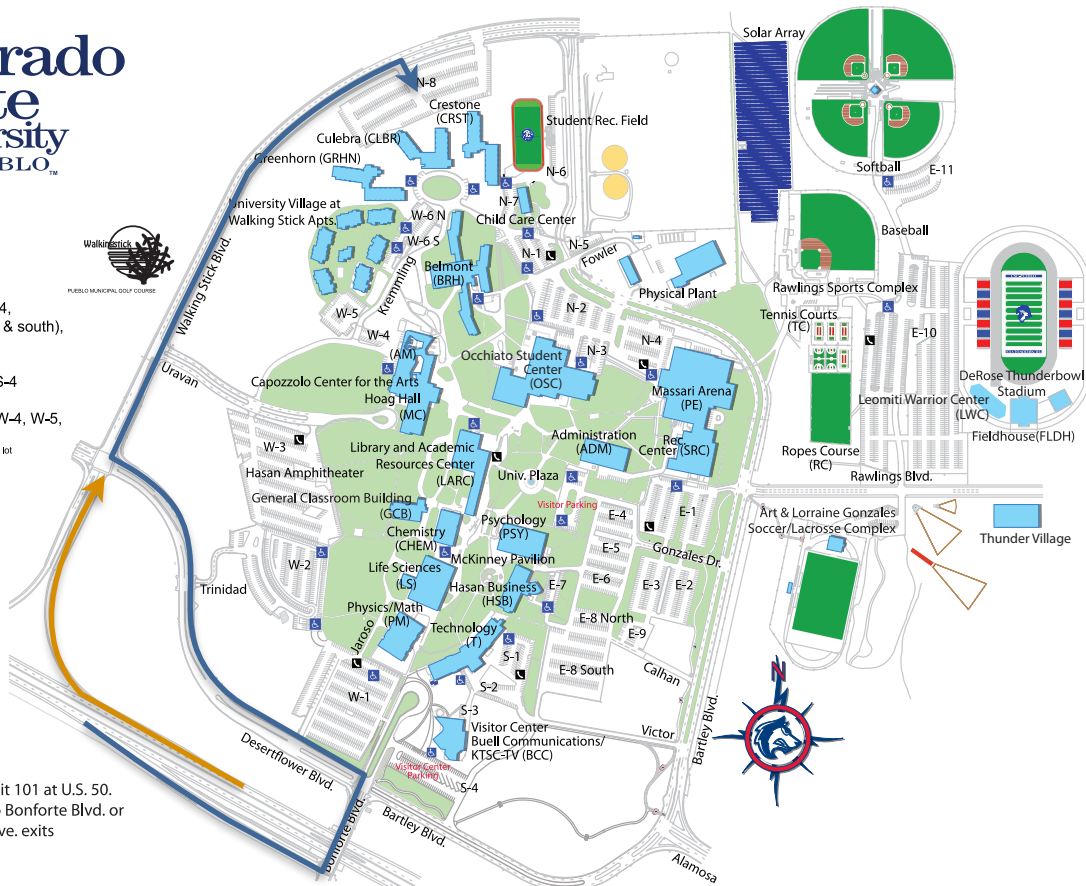 rado
te
rsity
BLO™
Walkingstick
PUEBLO MUNICIPAL GOLF COURSE
4,
& south),
S-4
W-4, W-5,
lot
it 101 at U.S. 50.
Bonforte Blvd. or
ve. exits
Solar Array
N-8
Crestone
(CRST)
Student Rec. Field
Culebra (CLBR)
Greenhorn (GRHN)
N-6
Softball
E-11
University Village at
Walking Stick Apts.
N-7
Child Care Center
W-6 N
W-6 S
Baseball
Walking Stick Blvd.
N-5
N-1
Fowler
Belmont
(BRH)
Kremmling
Physical Plant
Rawlings Sports Complex
W-5
N-2
Tennis Courts
(TC)
E-10
W-4
N-3
N-4
(AM)
Occhiato Student
Center
(OSC)
Uravan
Capozzolo Center for the Arts
Hoag Hall
(MC)
Massari Arena
(PE)
DeRose Thunderbowl
Stadium
Leomiti Warrior Center
(LWC)
Fieldhouse(FLDH)
W-3
Library and Academic
Resources Center
(LARC)
Administration
(ADM)
Rec.
Center (SRC)
Ropes Course
(RC)
Hasan Amphitheater
Univ. Plaza
Rawlings Blvd.
General Classroom Building
(GCB)
Visitor Parking
E-4
E-1
Art & Lorraine Gonzales
Soccer/Lacrosse Complex
Thunder Village
Chemistry
(CHEM)
Psychology
(PSY)
E-5
Gonzales Dr.
McKinney Pavilion
W-2
Life Sciences
(LS)
Hasan Business
(HSB)
E-7
E-6
E-3
E-2
Trinidad
Physics/Math
(PM)
E-8 North
E-9
Jaroso
Technology
(T)
S-1
E-8 South
Calhan
N
W-1
S-2
S-3
Visitor Center
Buell Communications/
KTSC-TV (BCC)
Victor
Bartley Blvd.
Desertflower Blvd.
Visitor Center
Parking
S-4
Bonforte Blvd.
Bartley Blvd.
Alamosa